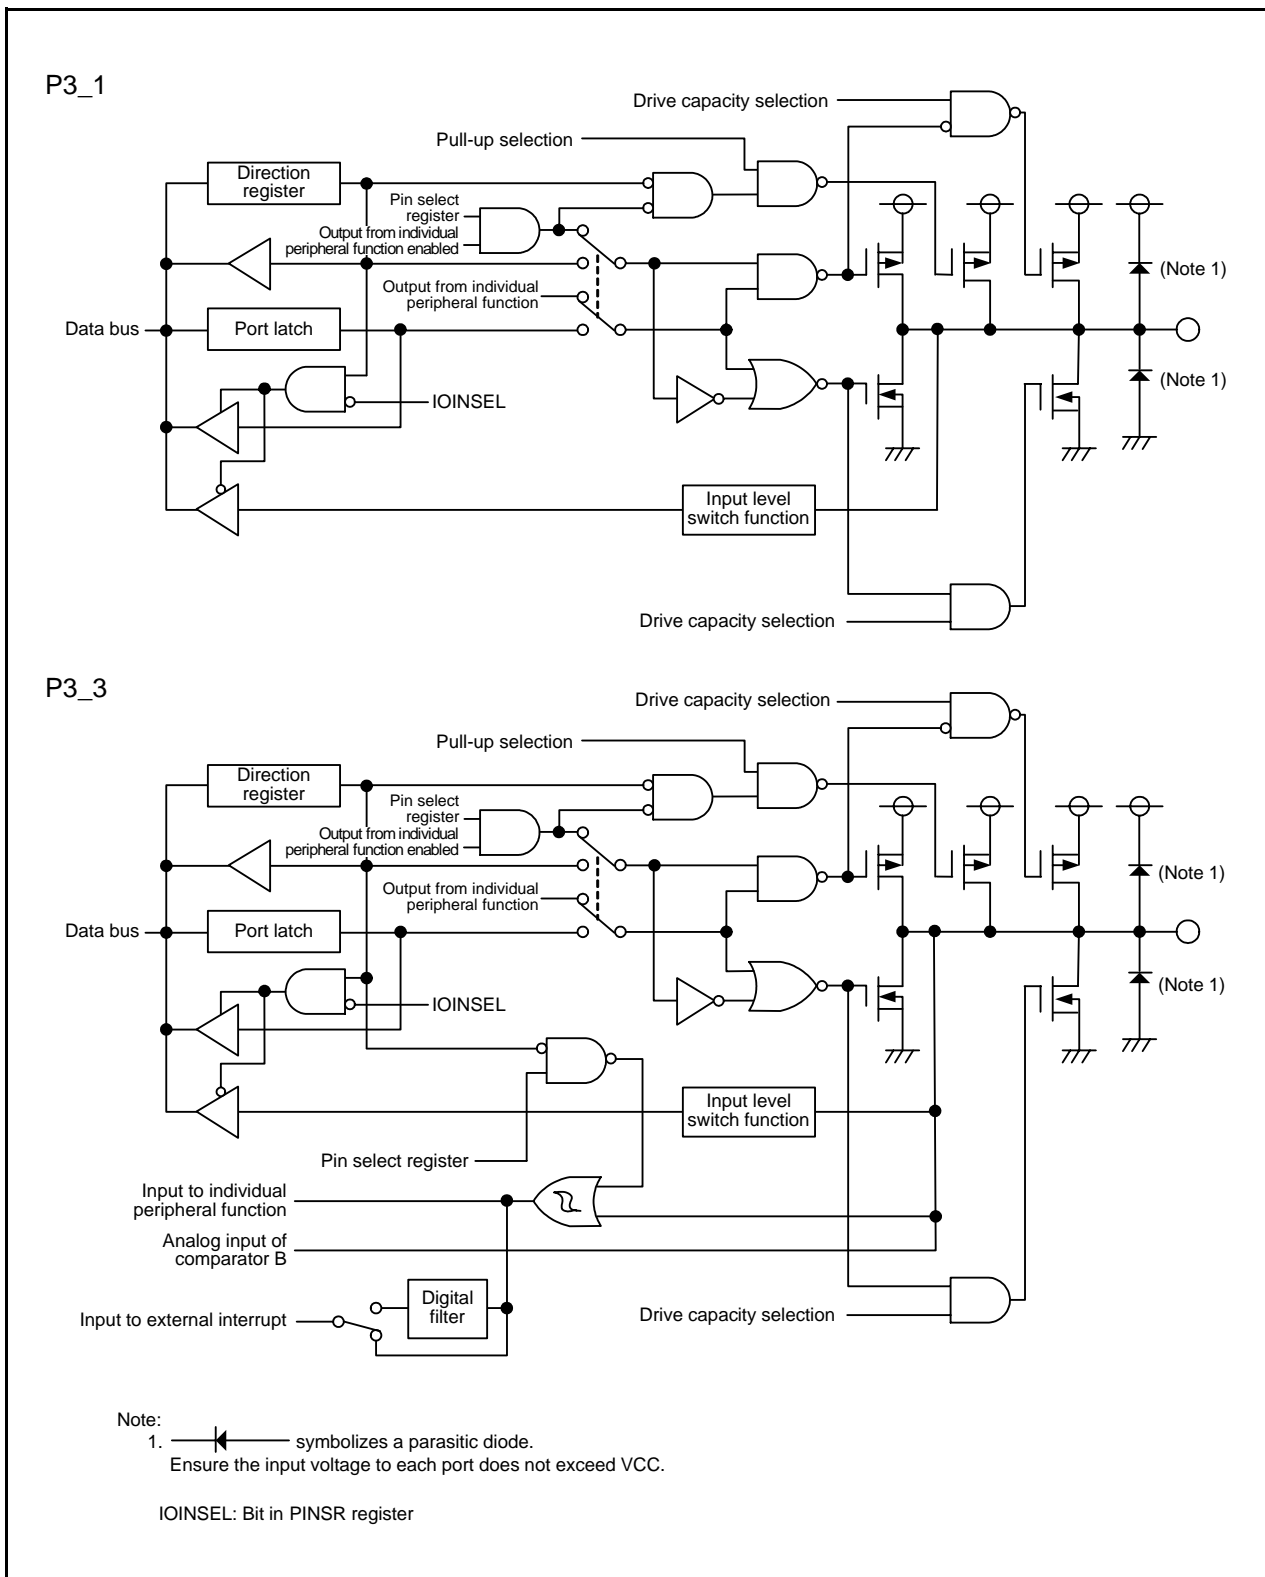 P3_1
Drive capacity selection
Pull-up selection
Direction
register
Pin select
register
Output from individual
peripheral function enabled
(Note 1)
Output from individual
peripheral function
Data bus
Port latch
(Note 1)
IOINSEL
Input level
switch function
Drive capacity selection
P3_3
Drive capacity selection
Pull-up selection
Direction
register
Pin select
register
Output from individual
peripheral function enabled
(Note 1)
Output from individual
peripheral function
Data bus
Port latch
(Note 1)
IOINSEL
Input level
switch function
Pin select register
Input to individual
peripheral function
Analog input of
comparator B
Digital
filter
Input to external interrupt
Drive capacity selection
Note:
1. symbolizes a parasitic diode.
Ensure the input voltage to each port does not exceed VCC.
IOINSEL: Bit in PINSR register